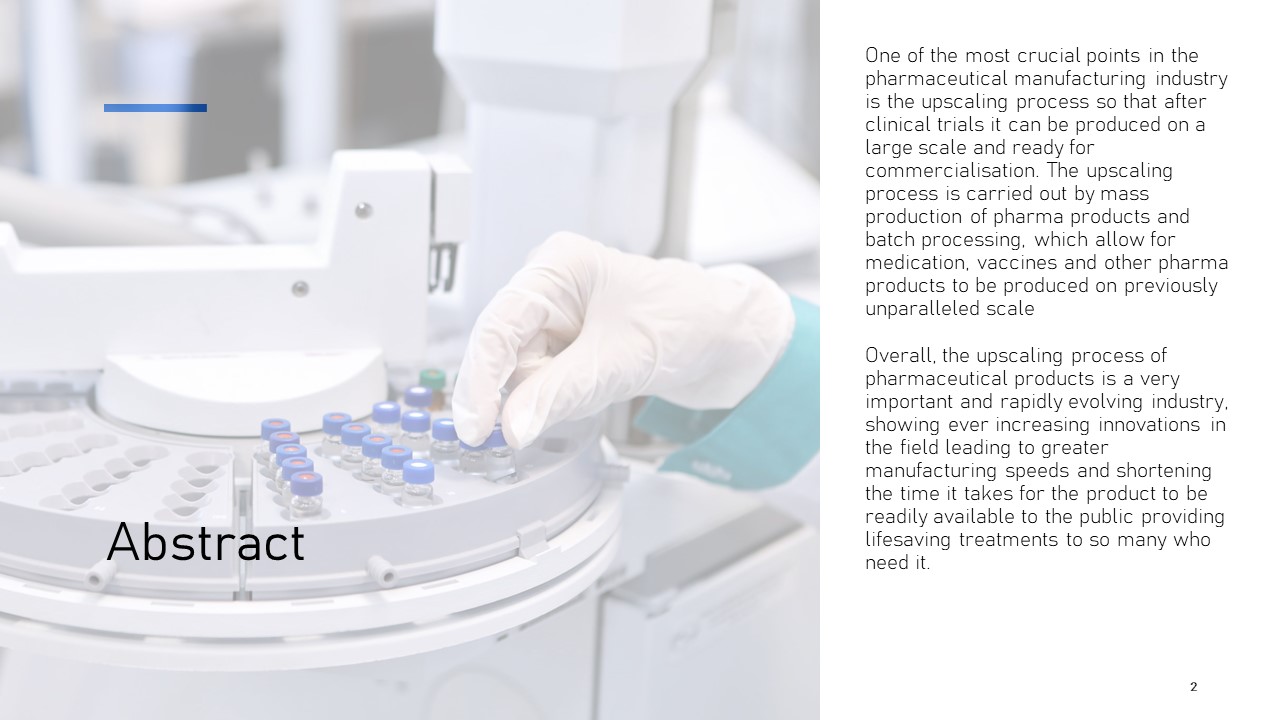 Abstract
One of the most crucial points in the
pharmaceutical manufacturing industry
is the upscaling process so that after
clinical trials it can be produced on a
large scale and ready for
commercialisation. The upscaling
process is carried out by mass
production of pharma products and
batch processing, which allow for
medication, vaccines and other pharma
products to be produced on previously
unparalleled scale
Overall, the upscaling process of
pharmaceutical products is a very
important and rapidly evolving industry,
showing ever increasing innovations in
the field leading to greater
manufacturing speeds and shortening
the time it takes for the product to be
readily available to the public providing
lifesaving treatments to so many who
need it.
2